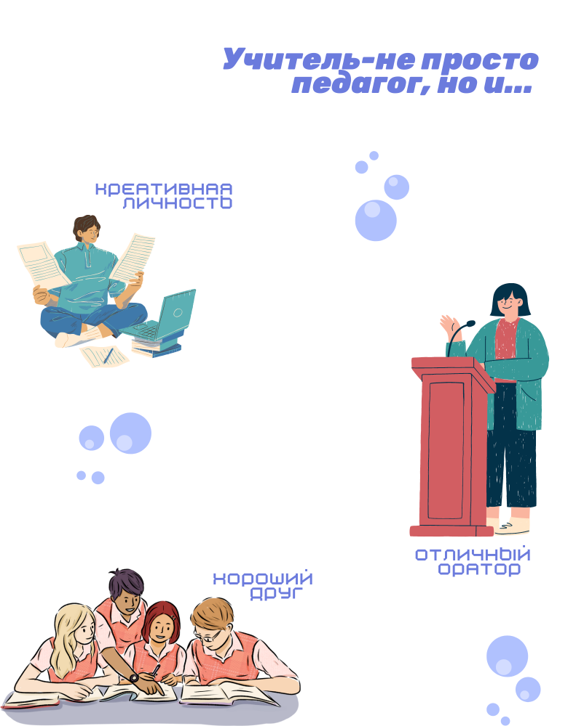 Учитель-не просто
педагог, но и...
креативная
личность
отличный
оратор
хороший
друг